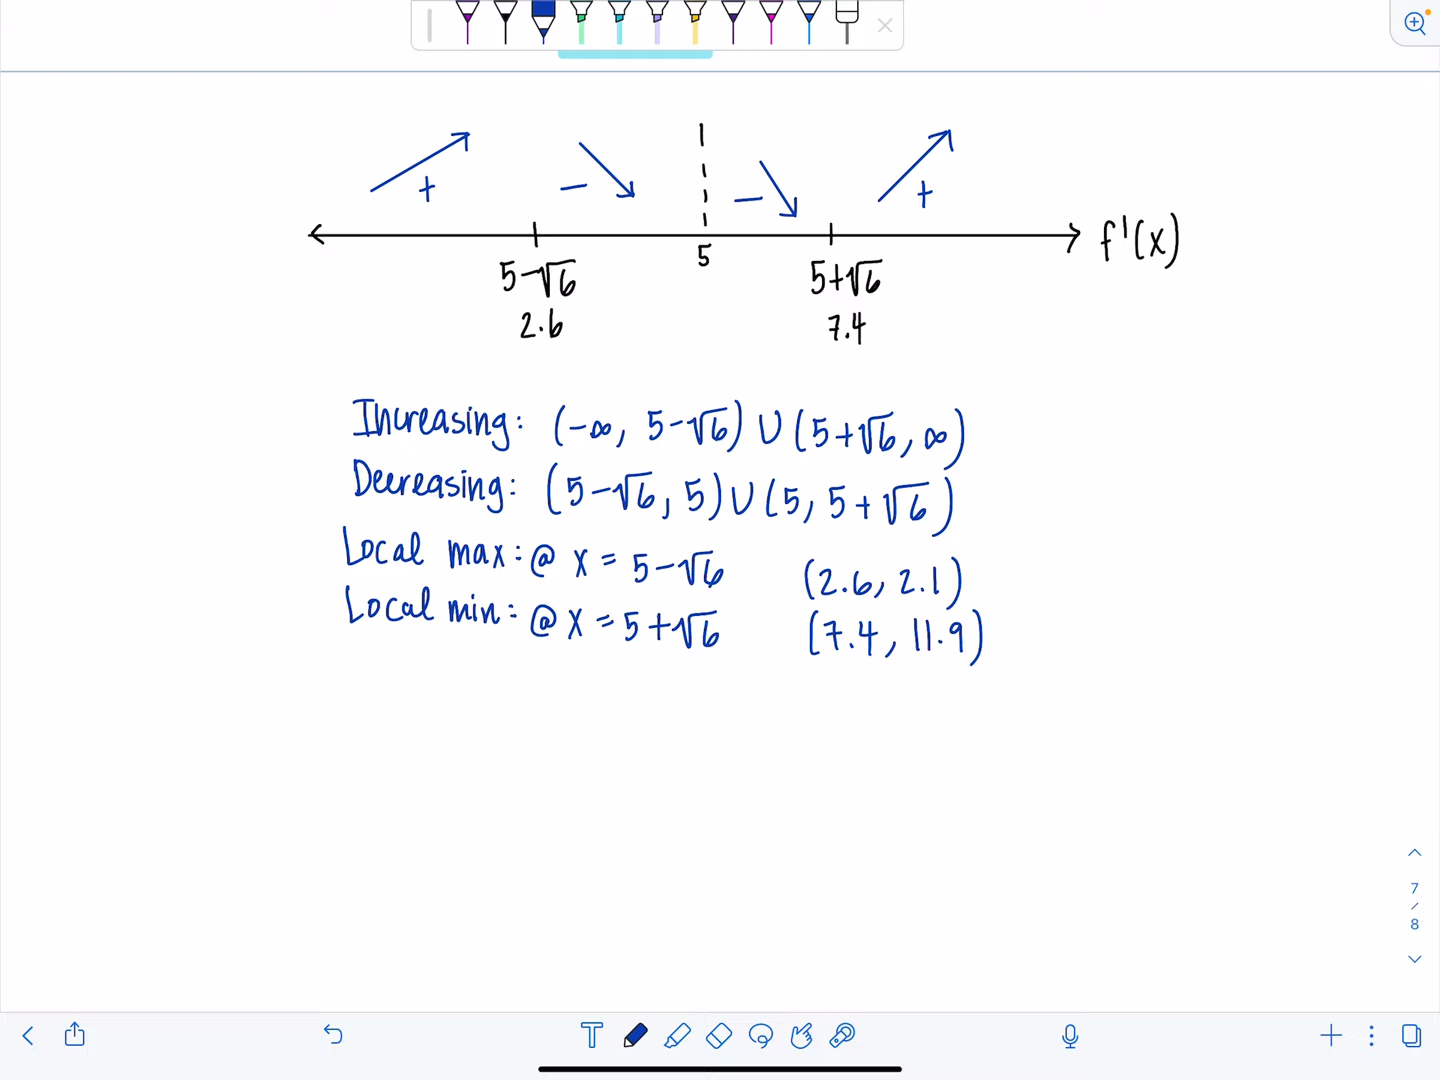 + − − +
5 f'(x)
5-√6 5+√6
2.6 7.4
Increasing: (-∞, 5-√6) ∪ (5+√6, ∞)
Decreasing: (5-√6, 5) ∪ (5, 5+√6)
Local max: @ x = 5-√6 (2.6, 2.1)
Local min: @ x = 5+√6 (7.4, 11.9)
7
/
8